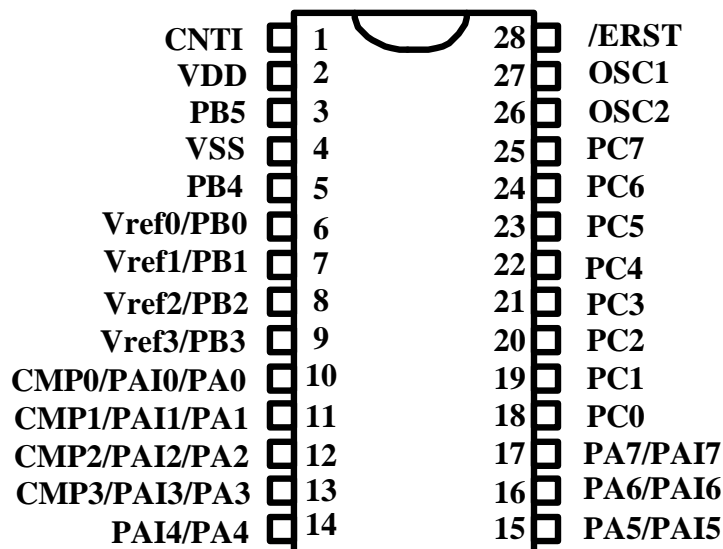 CNTI 1 28 /ERST
VDD 2 27 OSC1
PB5 3 26 OSC2
VSS 4 25 PC7
PB4 5 24 PC6
Vref0/PB0 6 23 PC5
Vref1/PB1 7 22 PC4
Vref2/PB2 8 21 PC3
Vref3/PB3 9 20 PC2
CMP0/PAI0/PA0 10 19 PC1
CMP1/PAI1/PA1 11 18 PC0
CMP2/PAI2/PA2 12 17 PA7/PAI7
CMP3/PAI3/PA3 13 16 PA6/PAI6
PAI4/PA4 14 15 PA5/PAI5